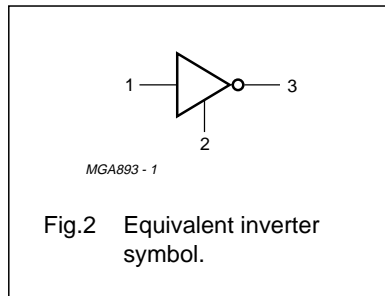 1
3
2
MGA893 - 1
Fig.2 Equivalent inverter
symbol.